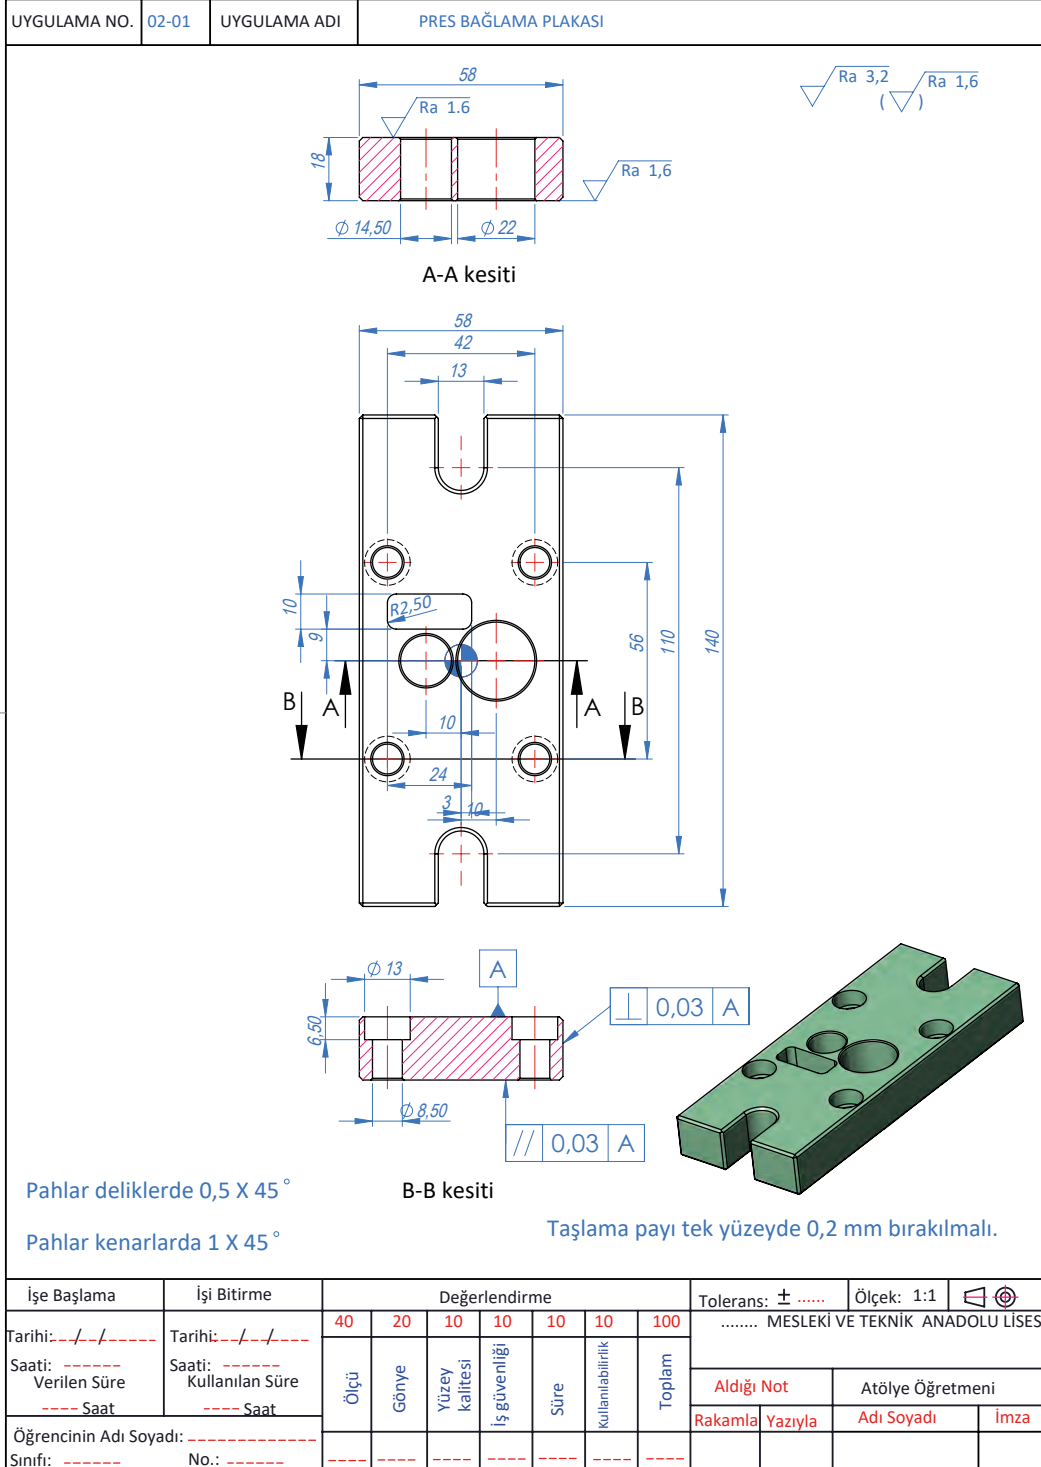 UYGULAMA NO. 02-01 UYGULAMA ADI PRES BAĞLAMA PLAKASI
Ra 3,2 ( Ra 1,6 )
58
Ra 1.6
18
Ra 1,6
Ø 14,50 Ø 22
A-A kesiti
58
42
13
10
R2,50
9
56
110
140
B A A B
10
24
3 10
Ø 13
A
6,50
⊥ 0,03 A
Ø 8,50
// 0,03 A
B-B kesiti
Pahlar deliklerde 0,5 X 45°
Pahlar kenarlarda 1 X 45°
Taşlama payı tek yüzeyde 0,2 mm bırakılmalı.
İşe Başlama İşi Bitirme Değerlendirme Tolerans: ± ...... Ölçek: 1:1
40 20 10 10 10 10 100
........ MESLEKİ VE TEKNİK ANADOLU LİSES
Tarihi:__/__/______ Tarihi:__/__/____
Saati: ------ Saati: ------
Verilen Süre Kullanılan Süre
---- Saat ---- Saat
Ölçü
Gönye
Yüzey kalitesi
İş güvenliği
Süre
Kullanılabilirlik
Toplam
Aldığı Not Atölye Öğretmeni
Rakamla Yazıyla Adı Soyadı İmza
Öğrencinin Adı Soyadı: -------------
Sınıfı: ------ No.: ------
---- ---- ---- ---- ---- ---- ----